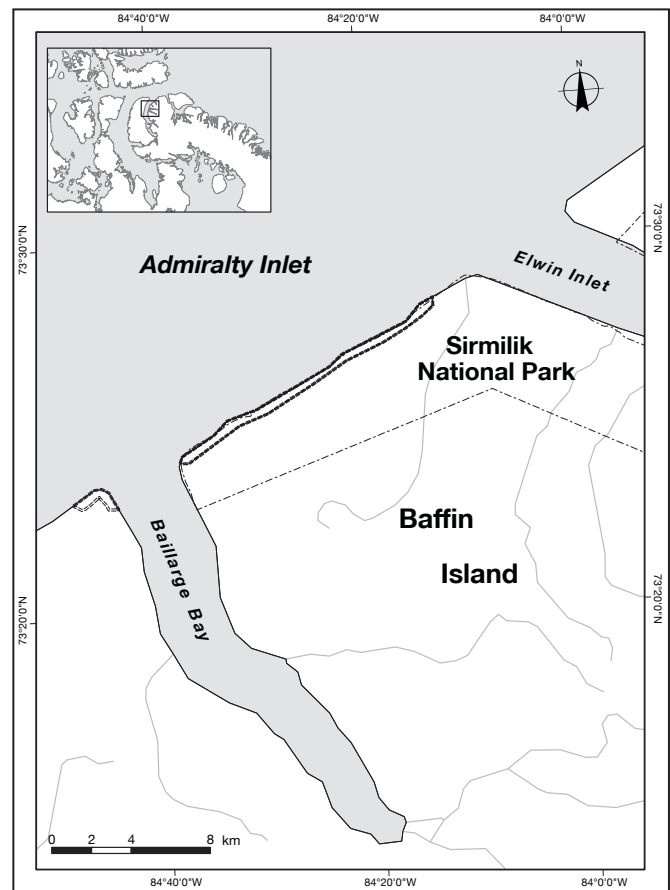 84°40'0"W 84°20'0"W 84°0'0"W
N
73°30'0"N
73°30'0"N
Admiralty Inlet
Elwin Inlet
Sirmilik
National Park
Baffin
Island
Baillarge Bay
73°20'0"N
73°20'0"N
0 2 4 8 km
84°40'0"W 84°20'0"W 84°0'0"W